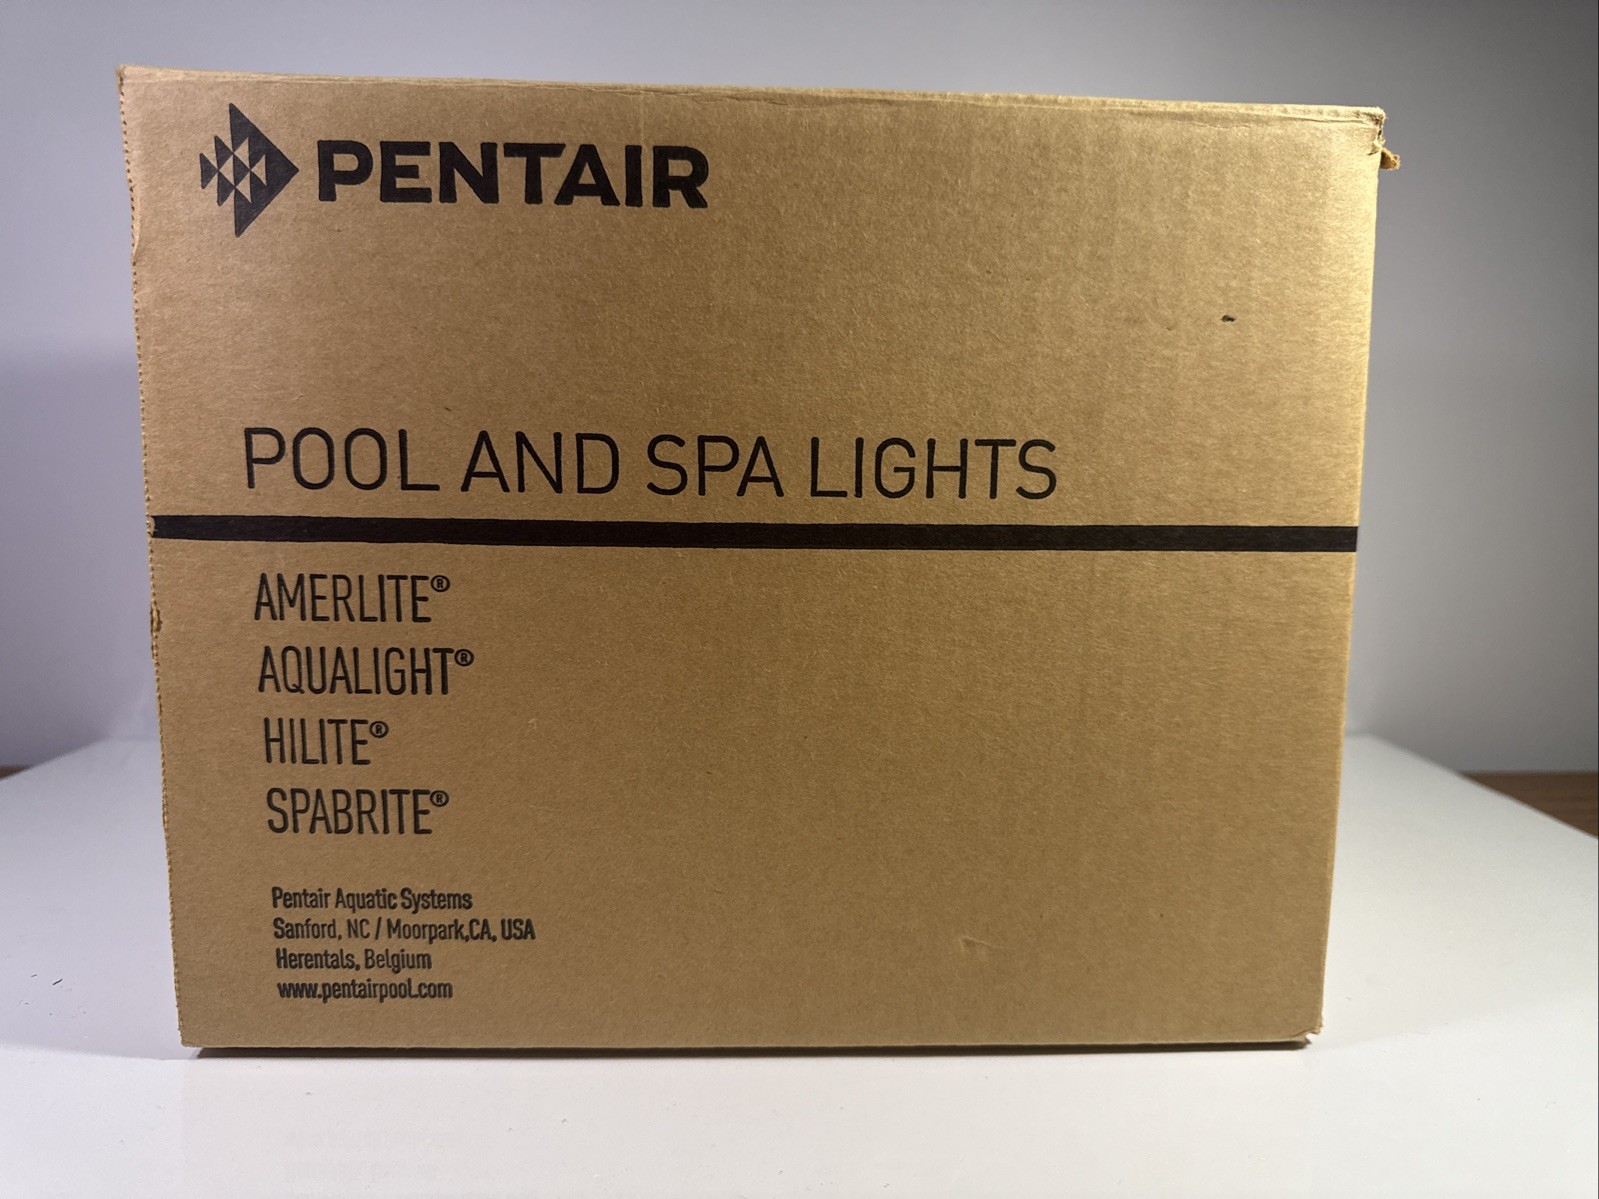 PENTAIR
POOL AND SPA LIGHTS
AMERLITE®
AQUALIGHT®
HILITE®
SPABRITE®
Pentair Aquatic Systems
Sanford, NC / Moorpark,CA, USA
Herentals, Belgium
www.pentairpool.com